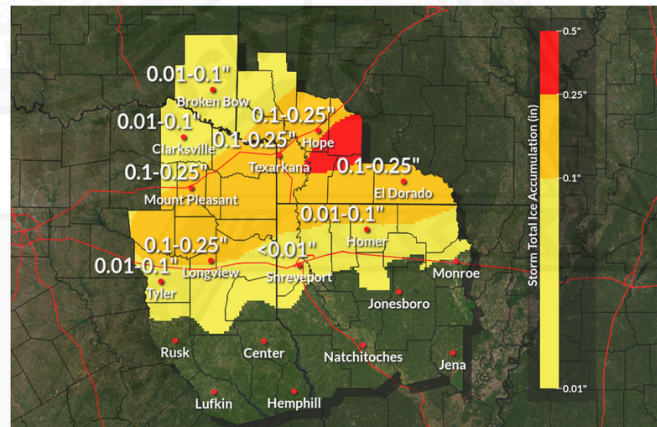 0.01-0.1"
Broken Bow
0.01-0.1"
Clarksville
0.1-0.25"
Hope
0.1-0.25"
Texarkana
0.1-0.25"
Mount Pleasant
0.1-0.25"
El Dorado
0.01-0.1"
Homer
0.1-0.25"
Longview
<0.01"
Shreveport
0.01-0.1"
Tyler
Monroe
Jonesboro
Rusk
Center
Natchitoches
Jena
Lufkin
Hemphill
Storm Total Ice Accumulation (in)
0.5"
0.25"
0.1"
0.01"